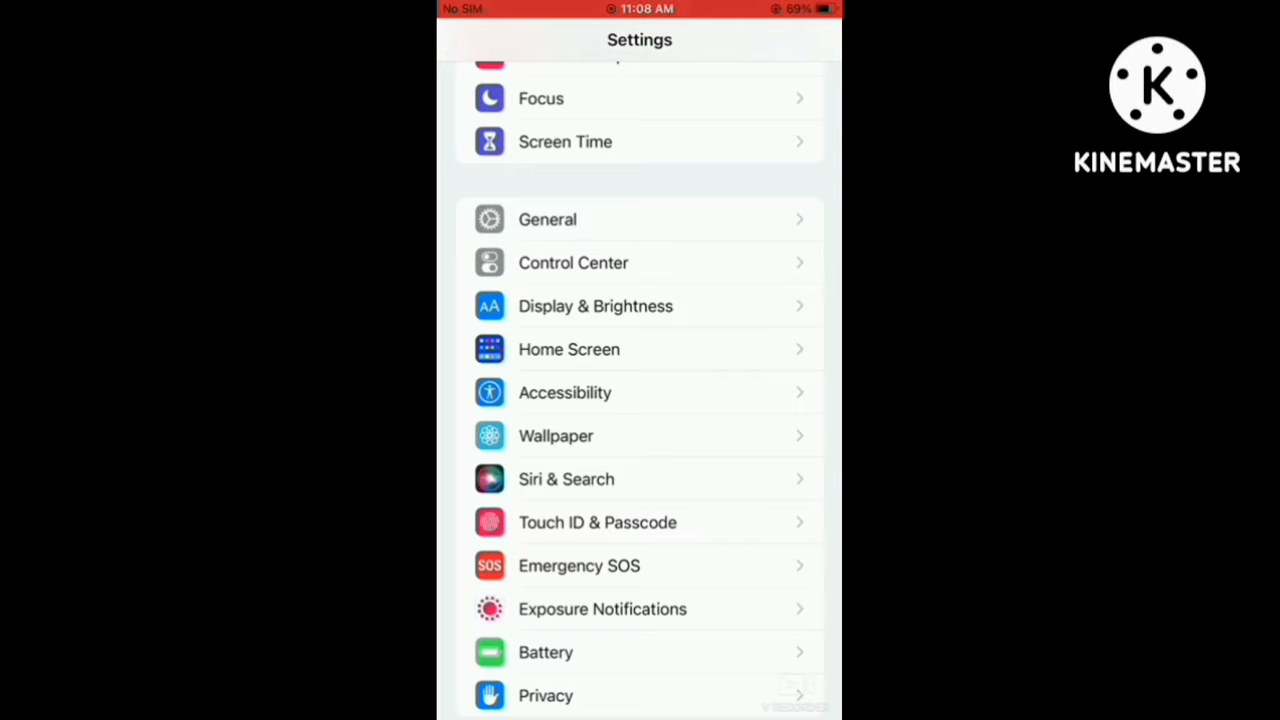 No SIM 11:08 AM 69%
Settings
Focus
Screen Time
General
Control Center
AA Display & Brightness
Home Screen
Accessibility
Wallpaper
Siri & Search
Touch ID & Passcode
SOS Emergency SOS
Exposure Notifications
Battery
Privacy
V RECORDER
K
KINEMASTER